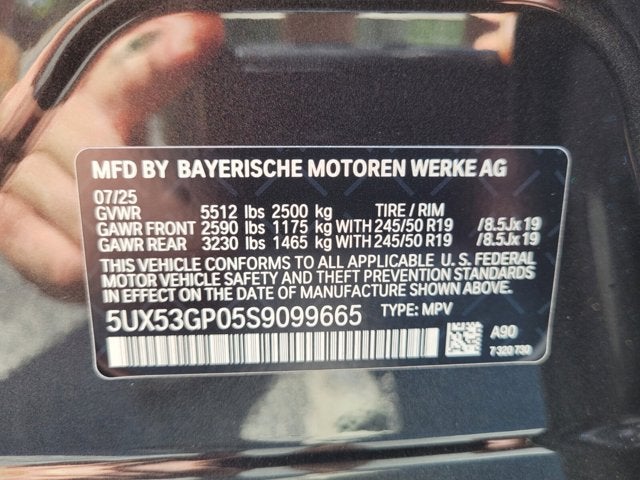 MFD BY BAYERISCHE MOTOREN WERKE AG
07/25
GVWR 5512 lbs 2500 kg TIRE / RIM
GAWR FRONT 2590 lbs 1175 kg WITH 245/50 R19 /8.5Jx19
GAWR REAR 3230 lbs 1465 kg WITH 245/50 R19 /8.5Jx19
THIS VEHICLE CONFORMS TO ALL APPLICABLE U. S. FEDERAL
MOTOR VEHICLE SAFETY AND THEFT PREVENTION STANDARDS
IN EFFECT ON THE DATE OF MANUFACTURE SHOWN ABOVE.
5UX53GP05S9099665 TYPE: MPV
A90
7 320 730